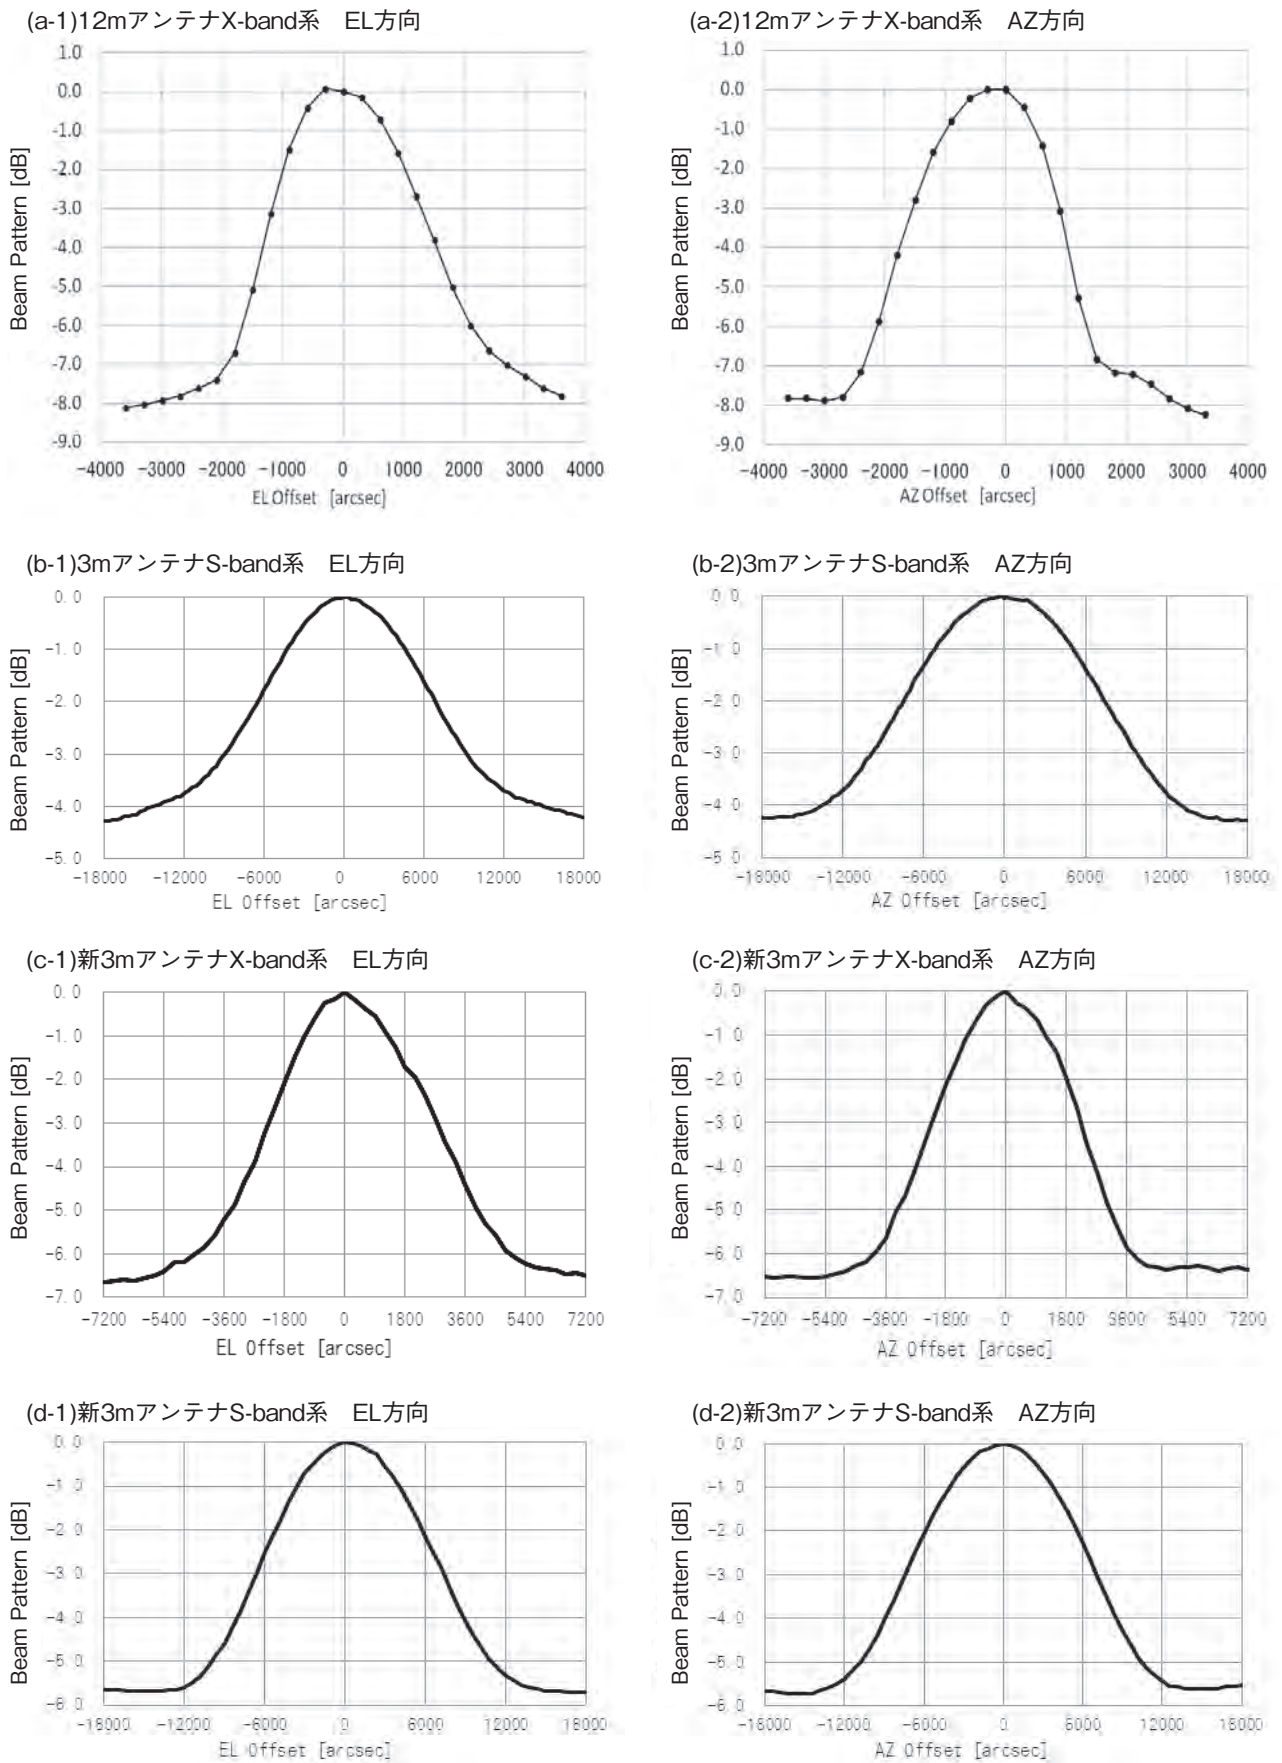 (a-1)12mアンテナX-band系　EL方向
1.0
0.0
-1.0
-2.0
-3.0
-4.0
-5.0
-6.0
-7.0
-8.0
-9.0
Beam Pattern [dB]
-4000 -3000 -2000 -1000 0 1000 2000 3000 4000
EL Offset [arcsec]
(a-2)12mアンテナX-band系　AZ方向
1.0
0.0
-1.0
-2.0
-3.0
-4.0
-5.0
-6.0
-7.0
-8.0
-9.0
Beam Pattern [dB]
-4000 -3000 -2000 -1000 0 1000 2000 3000 4000
AZ Offset [arcsec]
(b-1)3mアンテナS-band系　EL方向
0.0
-1.0
-2.0
-3.0
-4.0
-5.0
Beam Pattern [dB]
-18000 -12000 -6000 0 6000 12000 18000
EL Offset [arcsec]
(b-2)3mアンテナS-band系　AZ方向
0.0
-1.0
-2.0
-3.0
-4.0
-5.0
Beam Pattern [dB]
-18000 -12000 -6000 0 6000 12000 18000
AZ Offset [arcsec]
(c-1)新3mアンテナX-band系　EL方向
0.0
-1.0
-2.0
-3.0
-4.0
-5.0
-6.0
-7.0
Beam Pattern [dB]
-7200 -5400 -3600 -1800 0 1800 3600 5400 7200
EL Offset [arcsec]
(c-2)新3mアンテナX-band系　AZ方向
0.0
-1.0
-2.0
-3.0
-4.0
-5.0
-6.0
-7.0
Beam Pattern [dB]
-7200 -5400 -3600 -1800 0 1800 3600 5400 7200
AZ Offset [arcsec]
(d-1)新3mアンテナS-band系　EL方向
0.0
-1.0
-2.0
-3.0
-4.0
-5.0
-6.0
Beam Pattern [dB]
-18000 -12000 -6000 0 6000 12000 18000
EL Offset [arcsec]
(d-2)新3mアンテナS-band系　AZ方向
0.0
-1.0
-2.0
-3.0
-4.0
-5.0
-6.0
Beam Pattern [dB]
-18000 -12000 -6000 0 6000 12000 18000
AZ Offset [arcsec]